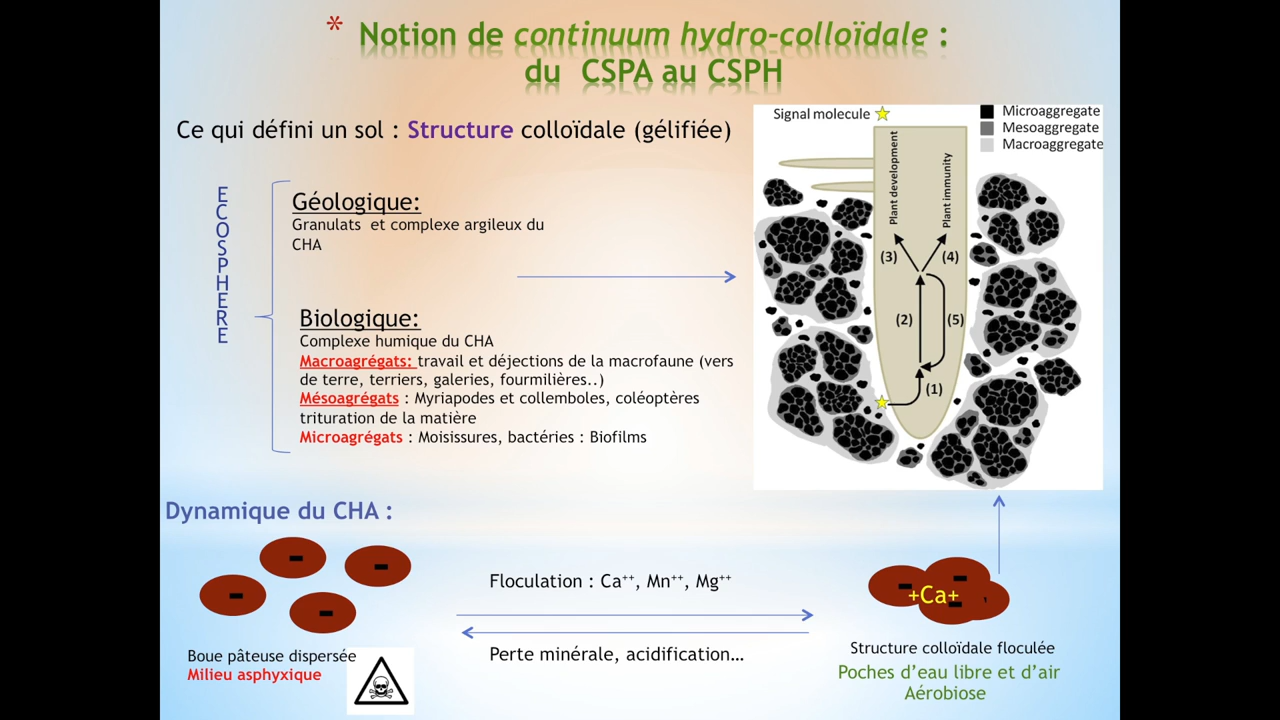 * Notion de continuum hydro-colloïdale :
du CSPA au CSPH
Ce qui défini un sol : Structure colloïdale (gélifiée)
ECOSPHERE
Géologique:
Granulats et complexe argileux du
CHA
Biologique:
Complexe humique du CHA
Macroagrégats: travail et déjections de la macrofaune (vers
de terre, terriers, galeries, fourmilières..)
Mésoagrégats : Myriapodes et collemboles, coléoptères
trituration de la matière
Microagrégats : Moisissures, bactéries : Biofilms
Signal molecule
Microaggregate
Mesoaggregate
Macroaggregate
Plant development
Plant immunity
(3)
(4)
(2)
(5)
(1)
Dynamique du CHA :
-
-
-
-
Floculation : Ca⁺⁺, Mn⁺⁺, Mg⁺⁺
Perte minérale, acidification…
+Ca+
Boue pâteuse dispersée
Milieu asphyxique
Structure colloïdale floculée
Poches d’eau libre et d’air
Aérobiose